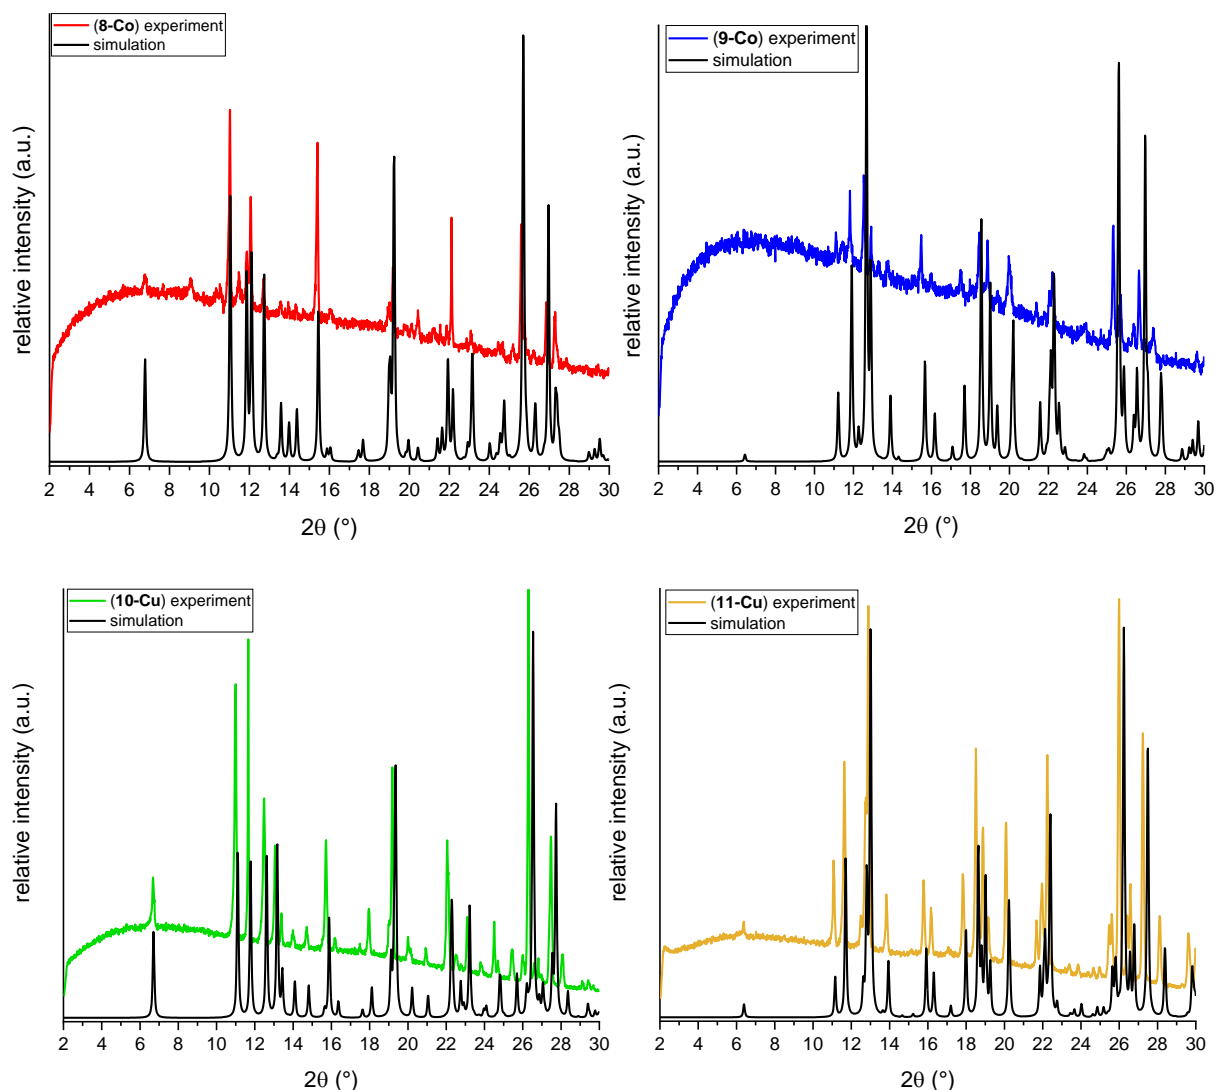 (8-Co) experiment
simulation
relative intensity (a.u.)
2 4 6 8 10 12 14 16 18 20 22 24 26 28 30
2θ (°)
(9-Co) experiment
simulation
relative intensity (a.u.)
2 4 6 8 10 12 14 16 18 20 22 24 26 28 30
2θ (°)
(10-Cu) experiment
simulation
relative intensity (a.u.)
2 4 6 8 10 12 14 16 18 20 22 24 26 28 30
2θ (°)
(11-Cu) experiment
simulation
relative intensity (a.u.)
2 4 6 8 10 12 14 16 18 20 22 24 26 28 30
2θ (°)